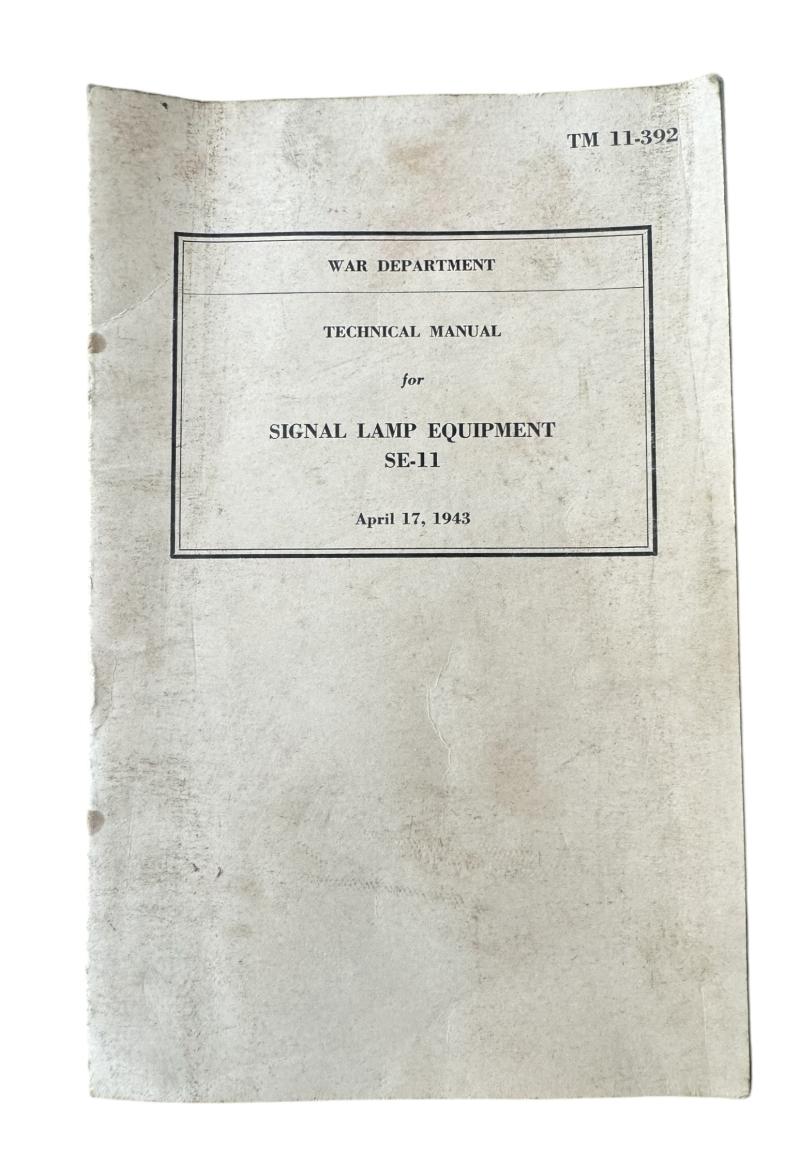 TM 11-392
WAR DEPARTMENT
TECHNICAL MANUAL
for
SIGNAL LAMP EQUIPMENT
SE-11
April 17, 1943